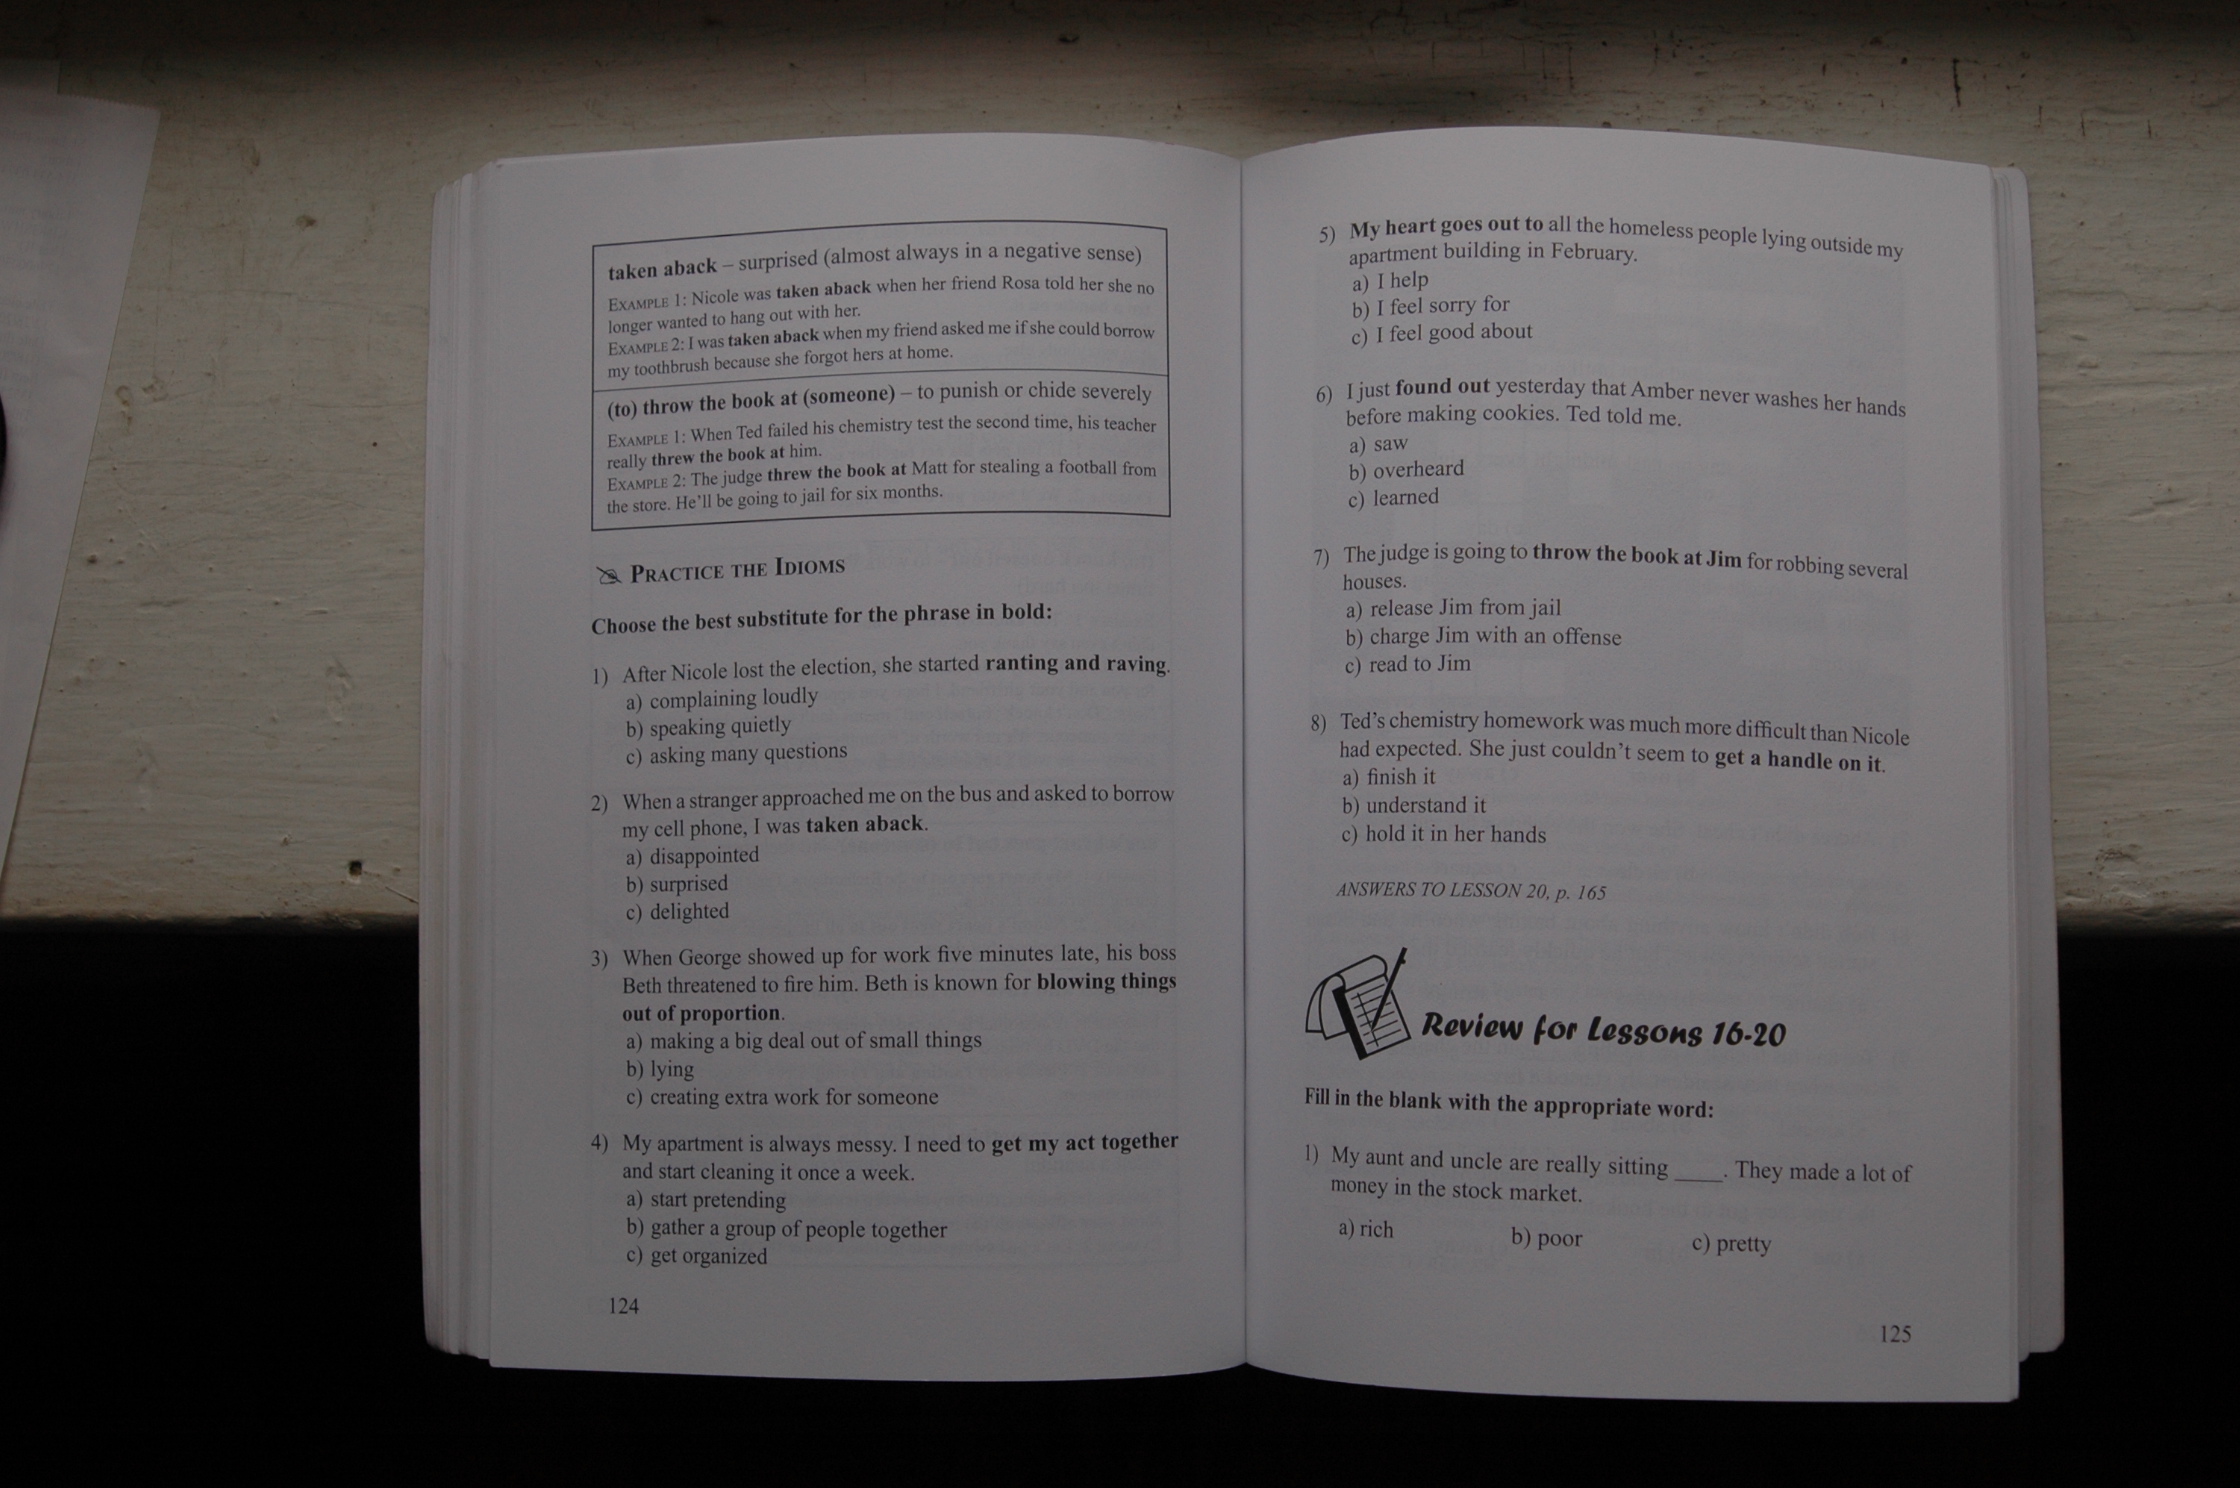 taken aback – surprised (almost always in a negative sense)
EXAMPLE 1: Nicole was taken aback when her friend Rosa told her she no
longer wanted to hang out with her.
EXAMPLE 2: I was taken aback when my friend asked me if she could borrow
my toothbrush because she forgot hers at home.
(to) throw the book at (someone) – to punish or chide severely
EXAMPLE 1: When Ted failed his chemistry test the second time, his teacher
really threw the book at him.
EXAMPLE 2: The judge threw the book at Matt for stealing a football from
the store. He'll be going to jail for six months.
PRACTICE THE IDIOMS
Choose the best substitute for the phrase in bold:
1) After Nicole lost the election, she started ranting and raving.
a) complaining loudly
b) speaking quietly
c) asking many questions
2) When a stranger approached me on the bus and asked to borrow
my cell phone, I was taken aback.
a) disappointed
b) surprised
c) delighted
3) When George showed up for work five minutes late, his boss
Beth threatened to fire him. Beth is known for blowing things
out of proportion.
a) making a big deal out of small things
b) lying
c) creating extra work for someone
4) My apartment is always messy. I need to get my act together
and start cleaning it once a week.
a) start pretending
b) gather a group of people together
c) get organized
124
5) My heart goes out to all the homeless people lying outside my
apartment building in February.
a) I help
b) I feel sorry for
c) I feel good about
6) I just found out yesterday that Amber never washes her hands
before making cookies. Ted told me.
a) saw
b) overheard
c) learned
7) The judge is going to throw the book at Jim for robbing several
houses.
a) release Jim from jail
b) charge Jim with an offense
c) read to Jim
8) Ted's chemistry homework was much more difficult than Nicole
had expected. She just couldn't seem to get a handle on it.
a) finish it
b) understand it
c) hold it in her hands
ANSWERS TO LESSON 20, p. 165
Review for Lessons 16-20
Fill in the blank with the appropriate word:
1) My aunt and uncle are really sitting ____. They made a lot of
money in the stock market.
a) rich b) poor c) pretty
125